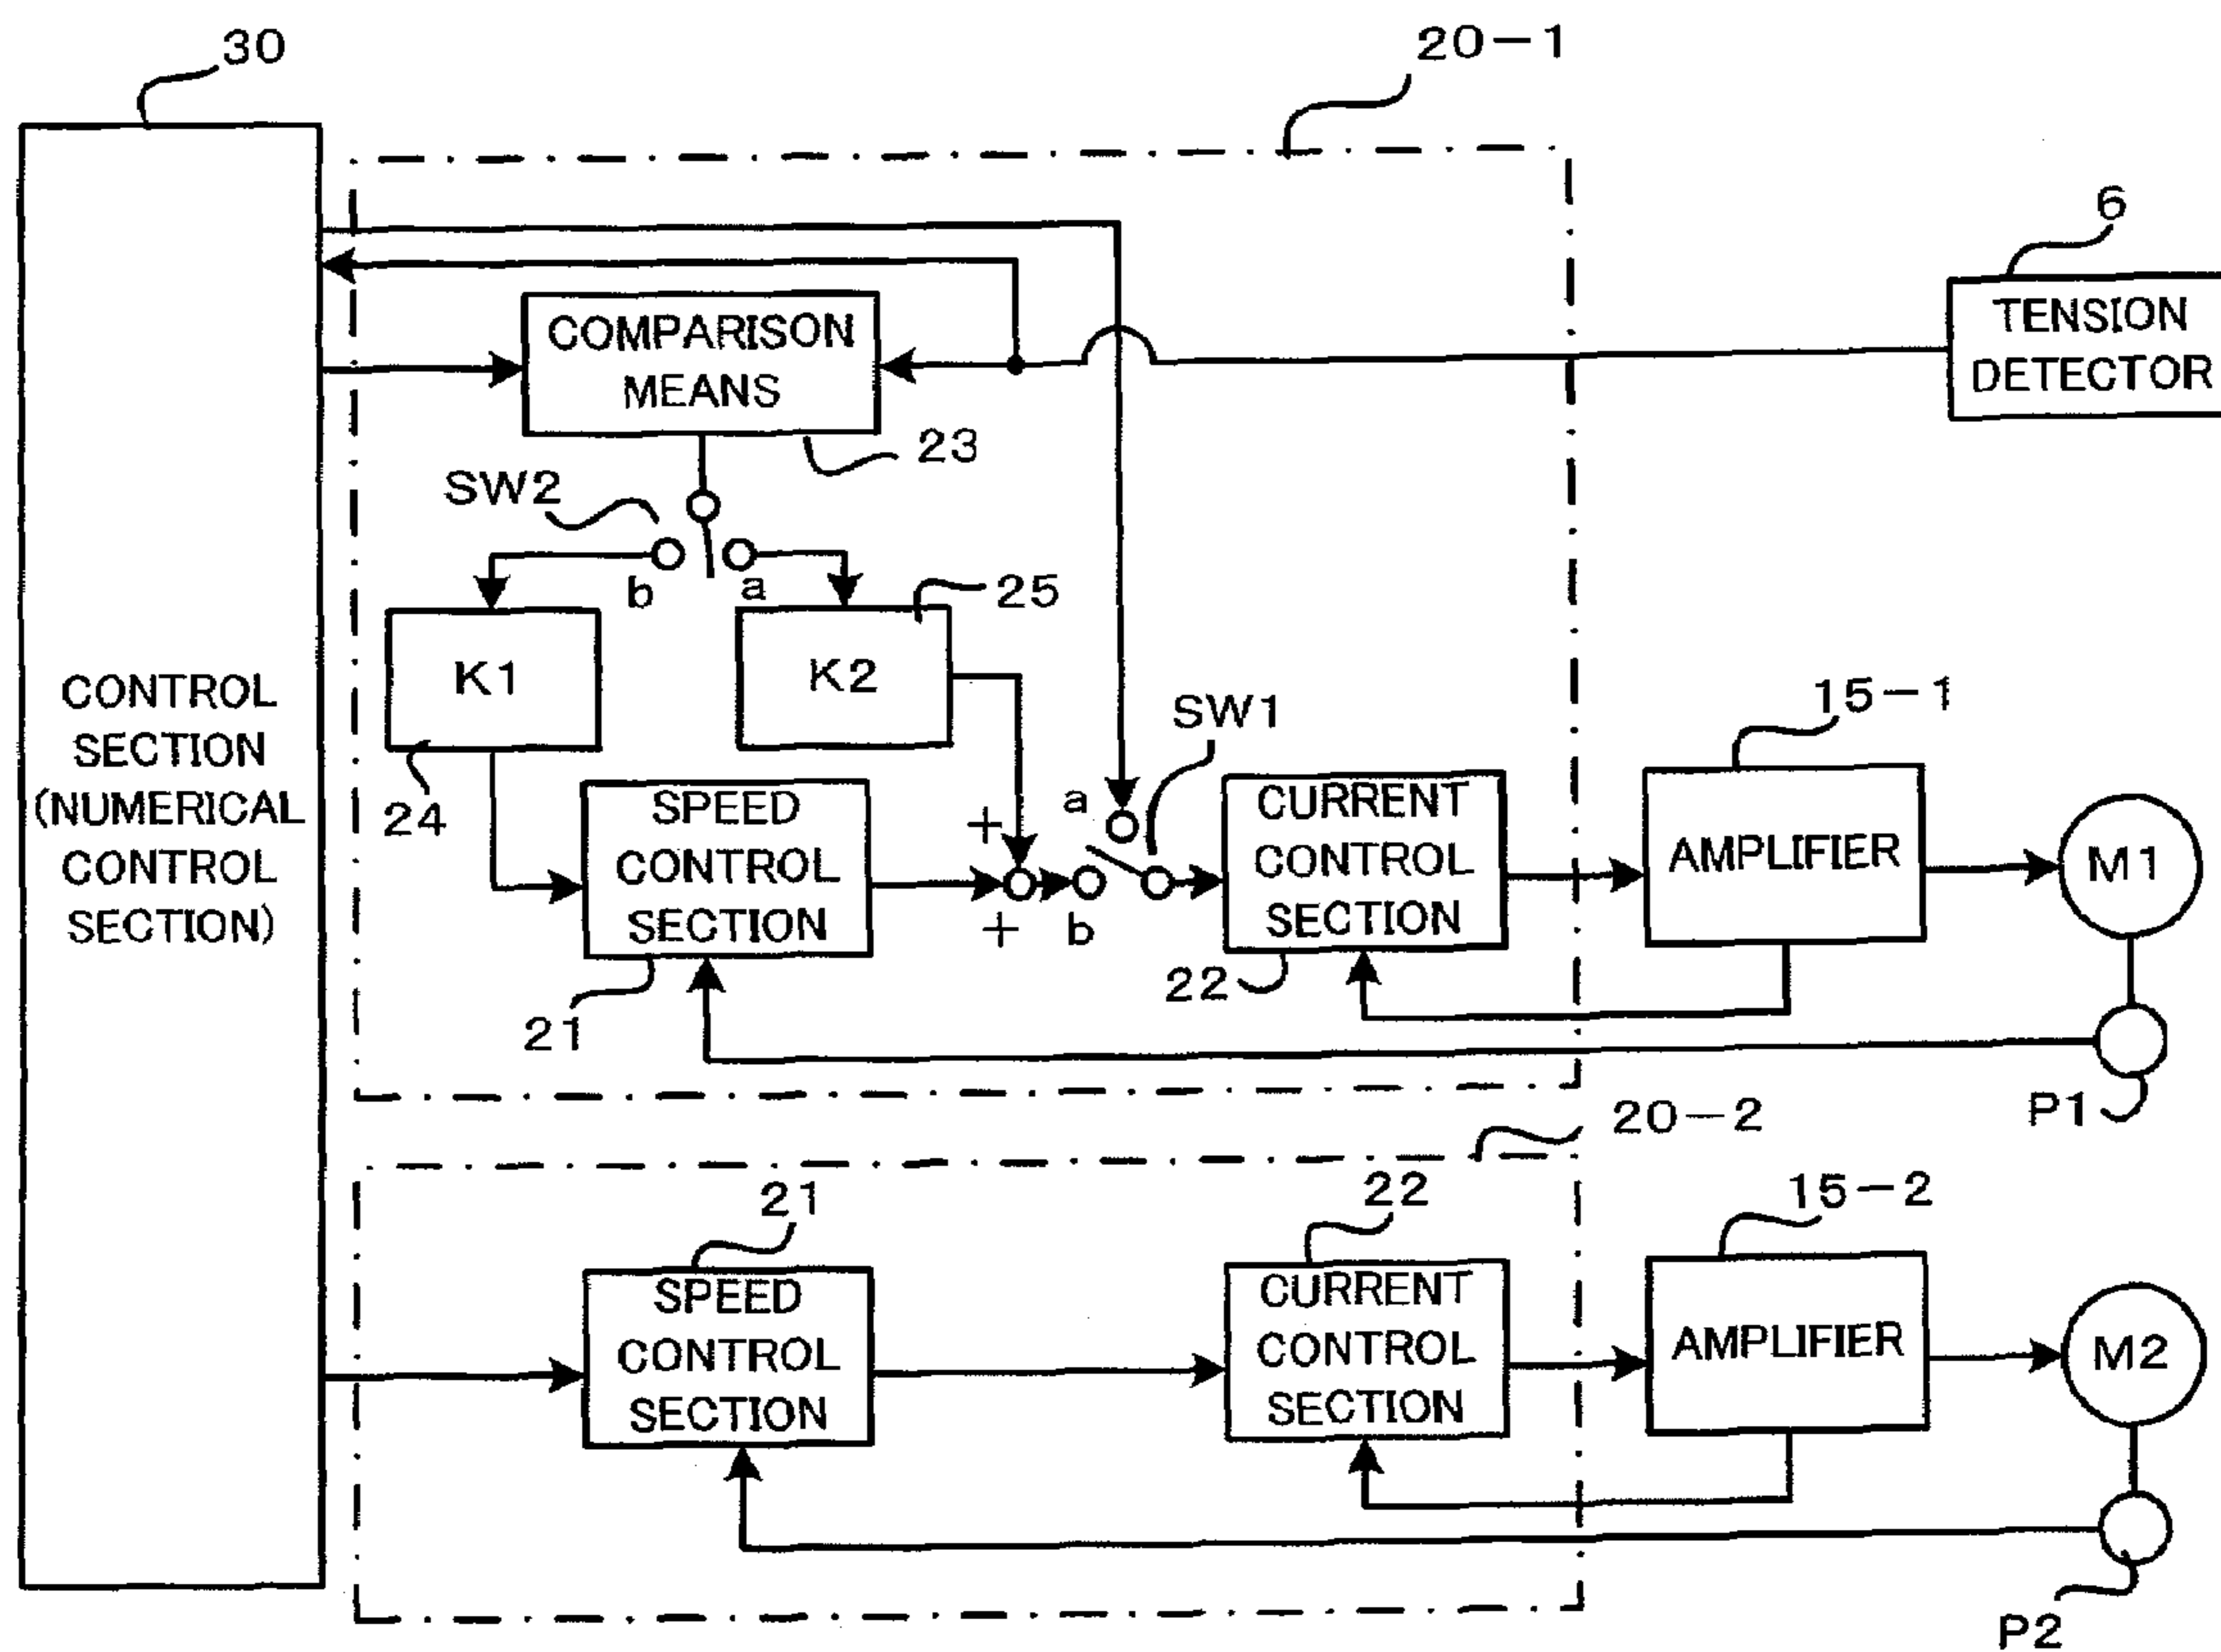 30
20-1
6
TENSION
DETECTOR
COMPARISON
MEANS
23
SW2
b
a
25
K1
K2
CONTROL
SECTION
(NUMERICAL
CONTROL
SECTION)
24
SW1
15-1
SPEED
CONTROL
SECTION
+
+
a
b
CURRENT
CONTROL
SECTION
AMPLIFIER
M1
21
22
P1
20-2
21
22
15-2
SPEED
CONTROL
SECTION
CURRENT
CONTROL
SECTION
AMPLIFIER
M2
P2